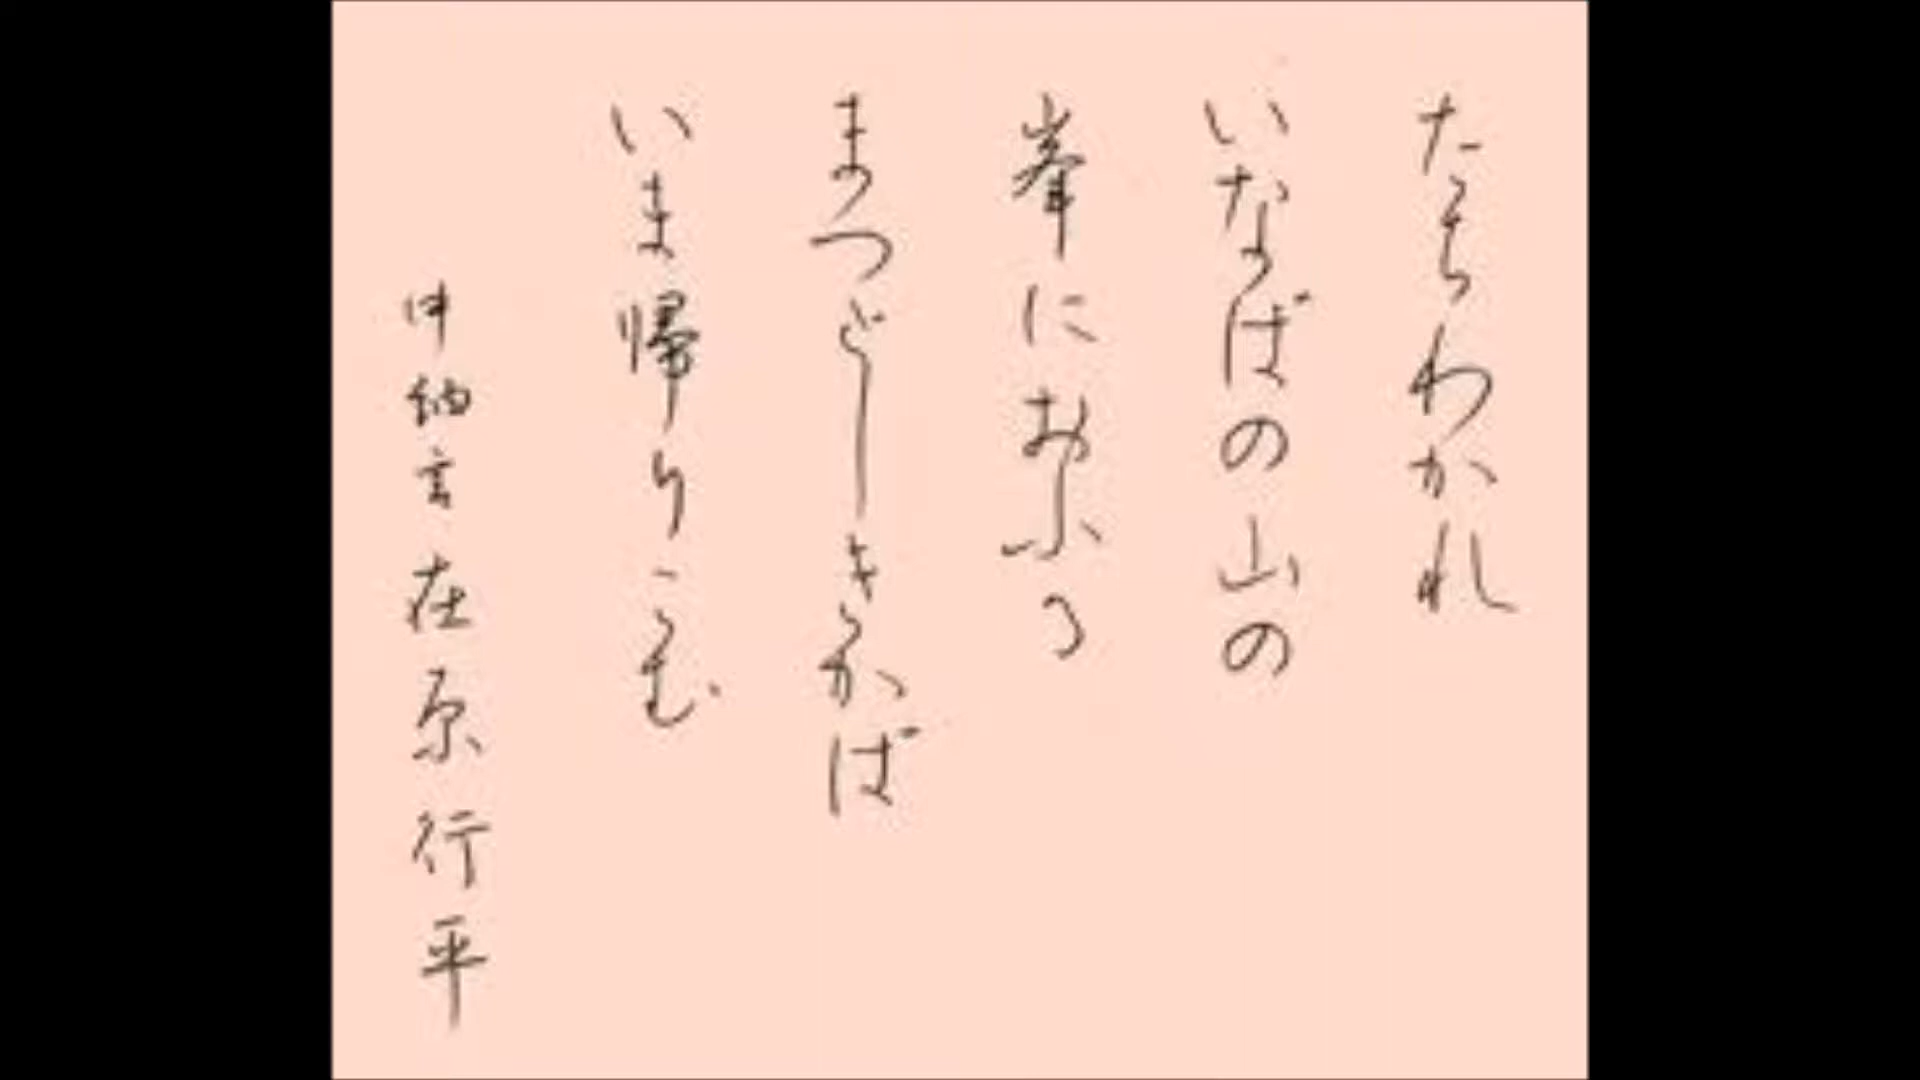 たちわかれ
いなばの山の
峯におふる
まつとしきかば
いま帰りこむ
中納言在原行平